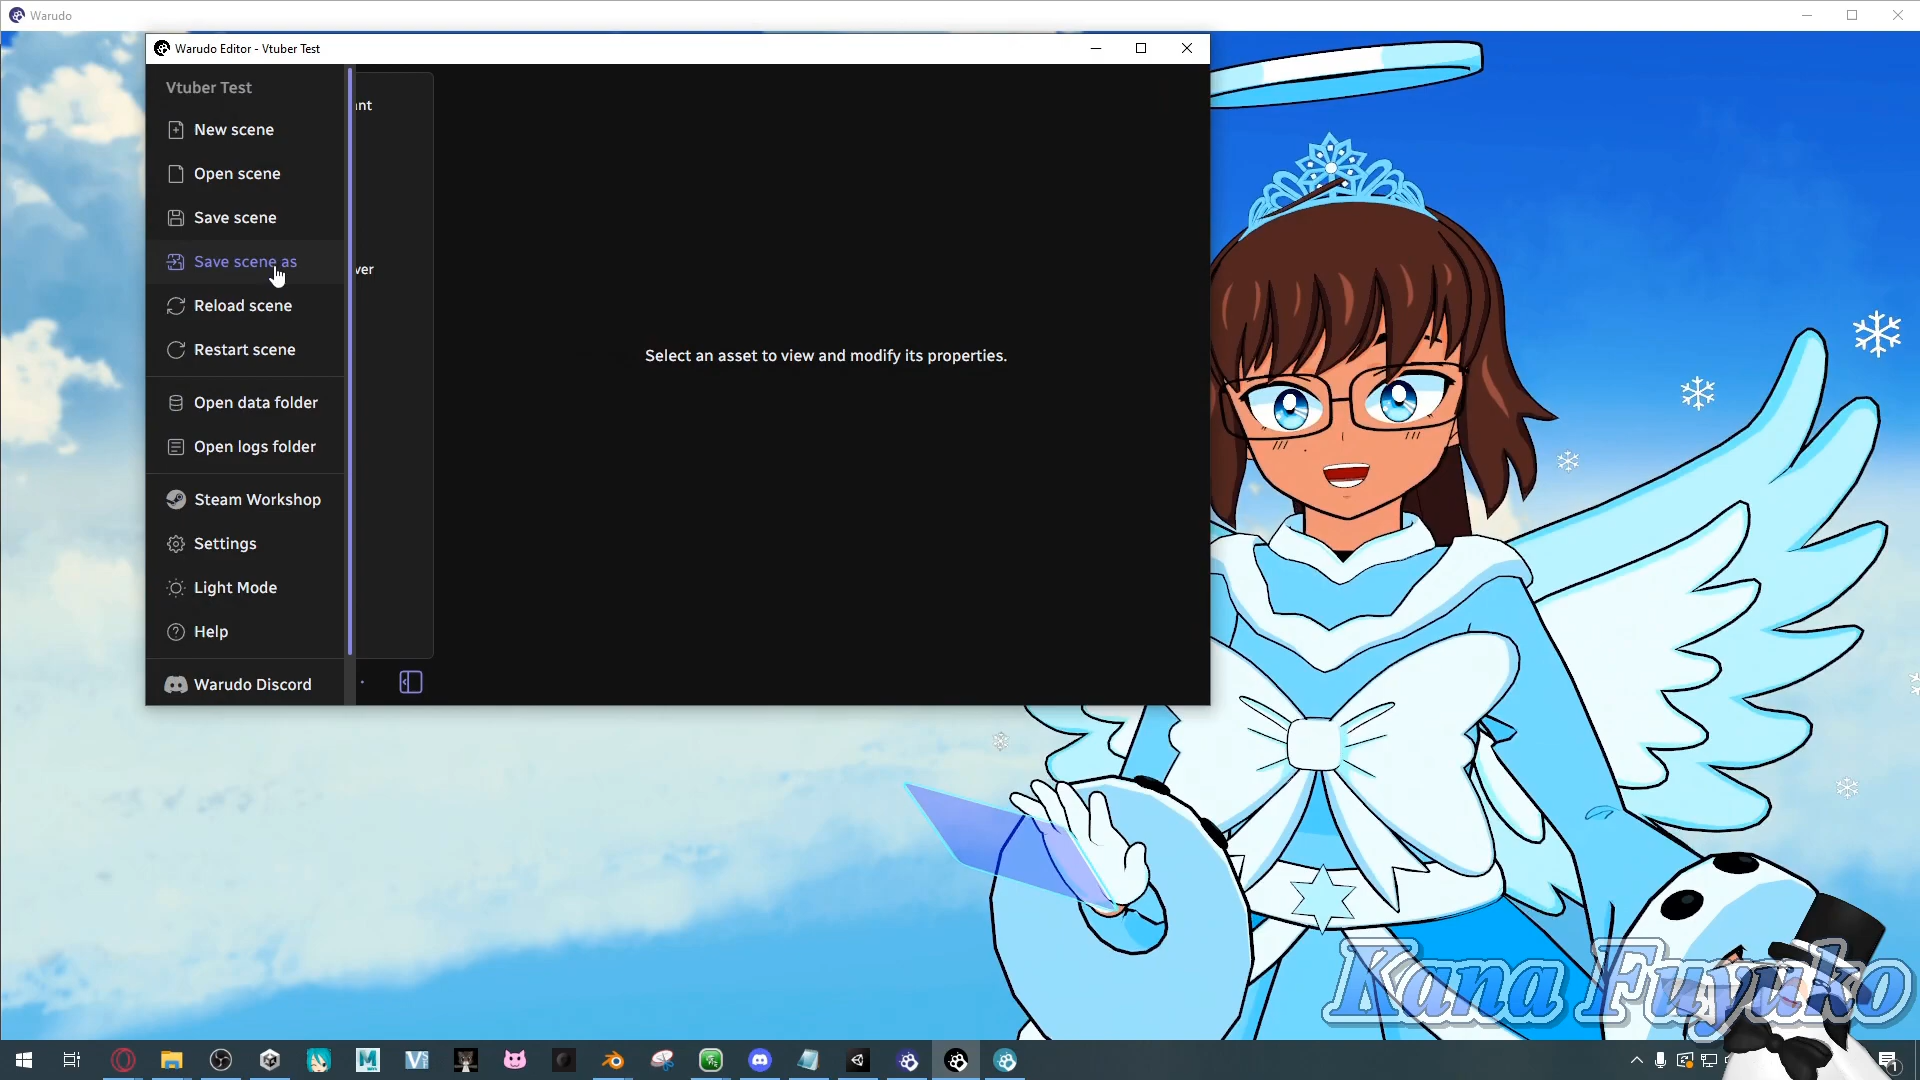 Warudo
Warudo Editor - Vtuber Test
Vtuber Test
New scene
Open scene
Save scene
Save scene as
Reload scene
Restart scene
Open data folder
Open logs folder
Steam Workshop
Settings
Light Mode
Help
Warudo Discord
nt
ver
Select an asset to view and modify its properties.
Kana Fuyuko
1